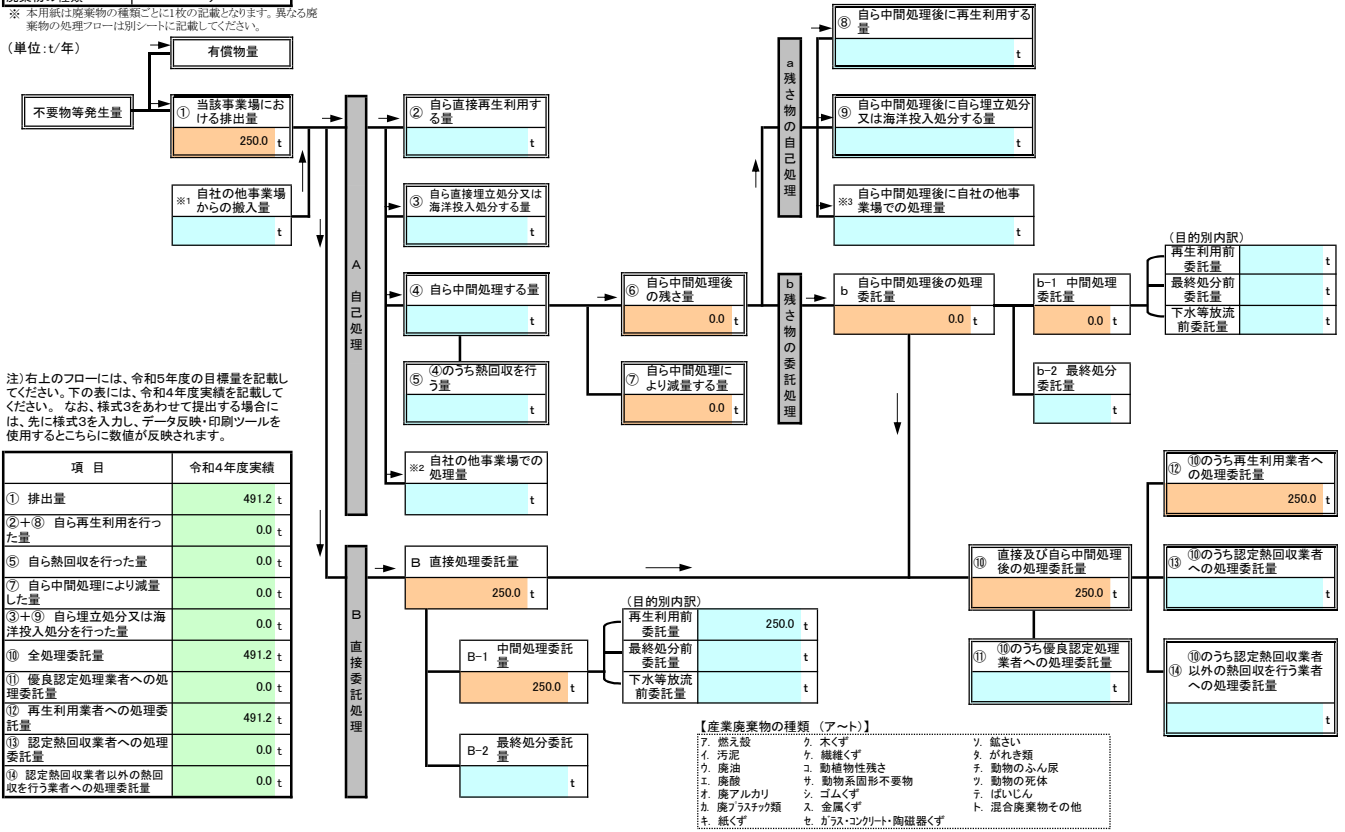 ※ 本用紙は廃棄物の種類ごとに1枚の記載となります。異なる廃
棄物の処理フローは別シートに記載してください。
(単位:t/年)
有償物量
不要物等発生量
① 当該事業場にお
ける排出量
250.0 t
※1 自社の他事業場
からの搬入量
t
A 自己処理
② 自ら直接再生利用す
る量
t
③ 自ら直接埋立処分又は
海洋投入処分する量
t
④ 自ら中間処理する量
t
⑤ ④のうち熱回収を行
う量
t
※2 自社の他事業場での
処理量
t
⑥ 自ら中間処理後
の残さ量
0.0 t
⑦ 自ら中間処理に
より減量する量
0.0 t
a 残さ物の自己処理
⑧ 自ら中間処理後に再生利用する
量
t
⑨ 自ら中間処理後に自ら埋立処分
又は海洋投入処分する量
t
※3 自ら中間処理後に自社の他事
業場での処理量
t
b 残さ物の委託処理
b 自ら中間処理後の処理
委託量
0.0 t
b-1 中間処理
委託量
0.0 t
(目的別内訳)
再生利用前
委託量
t
最終処分前
委託量
t
下水等放流
前委託量
t
b-2 最終処分
委託量
t
注)右上のフローには、令和5年度の目標量を記載し
てください。下の表には、令和4年度実績を記載して
ください。 なお、様式3をあわせて提出する場合に
は、先に様式3を入力し、データ反映・印刷ツールを
使用するとこちらに数値が反映されます。
項 目 令和4年度実績
① 排出量 491.2 t
②+⑧ 自ら再生利用を行っ
た量 0.0 t
⑤ 自ら熱回収を行った量 0.0 t
⑦ 自ら中間処理により減量
した量 0.0 t
③+⑨ 自ら埋立処分又は海
洋投入処分を行った量 0.0 t
⑩ 全処理委託量 491.2 t
⑪ 優良認定処理業者への処
理委託量 0.0 t
⑫ 再生利用業者への処理委
託量 491.2 t
⑬ 認定熱回収業者への処理
委託量 0.0 t
⑭ 認定熱回収業者以外の熱回
収を行う業者への処理委託量 0.0 t
B 直接委託処理
B 直接処理委託量
250.0 t
B-1 中間処理委託
量
250.0 t
(目的別内訳)
再生利用前
委託量
250.0 t
最終処分前
委託量
t
下水等放流
前委託量
t
B-2 最終処分委託
量
t
⑩ 直接及び自ら中間処理
後の処理委託量
250.0 t
⑪ ⑩のうち優良認定処理
業者への処理委託量
t
⑫ ⑩のうち再生利用業者へ
の処理委託量
250.0 t
⑬ ⑩のうち認定熱回収業者
への処理委託量
t
⑭ ⑩のうち認定熱回収業者
以外の熱回収を行う業者
への処理委託量
t
【産業廃棄物の種類 (ア~ト)】
ア. 燃え殻 ク. 木くず ソ. 鉱さい
イ. 汚泥 ケ. 繊維くず タ. がれき類
ウ. 廃油 コ. 動植物性残さ チ. 動物のふん尿
エ. 廃酸 サ. 動物系固形不要物 ツ. 動物の死体
オ. 廃アルカリ シ. ゴムくず テ. ばいじん
カ. 廃プラスチック類 ス. 金属くず ト. 混合廃棄物その他
キ. 紙くず セ. ガラス・コンクリート・陶磁器くず